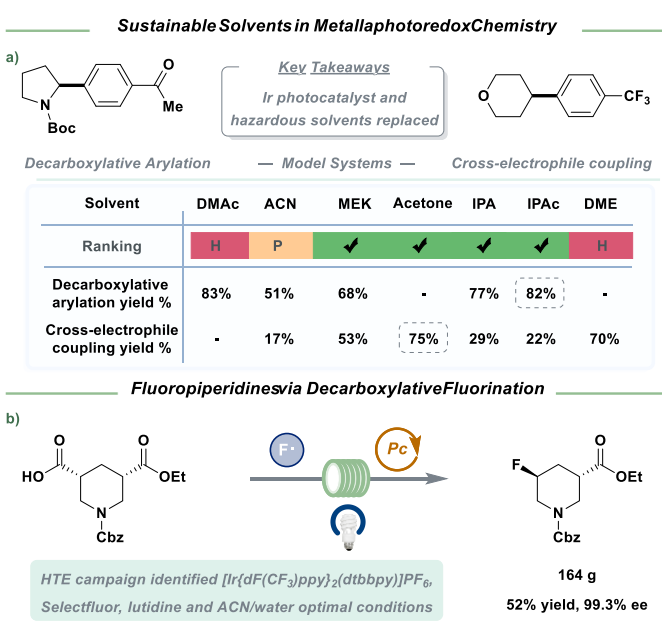 Sustainable Solvents in Metallaphotoredox Chemistry
a)
O
Me
N
Boc
Key Takeaways
Ir photocatalyst and
hazardous solvents replaced
O
CF3
Decarboxylative Arylation — Model Systems — Cross-electrophile coupling
Solvent DMAc ACN MEK Acetone IPA IPAc DME
Ranking H P ✓ ✓ ✓ ✓ H
Decarboxylative
arylation yield % 83% 51% 68% - 77% 82% -
Cross-electrophile
coupling yield % - 17% 53% 75% 29% 22% 70%
Fluoropiperidines via Decarboxylative Fluorination
b)
O O
HO OEt
N
Cbz
F•
Pc
F O
OEt
N
Cbz
HTE campaign identified [Ir{dF(CF3)ppy}2(dtbbpy)]PF6,
Selectfluor, lutidine and ACN/water optimal conditions
164 g
52% yield, 99.3% ee